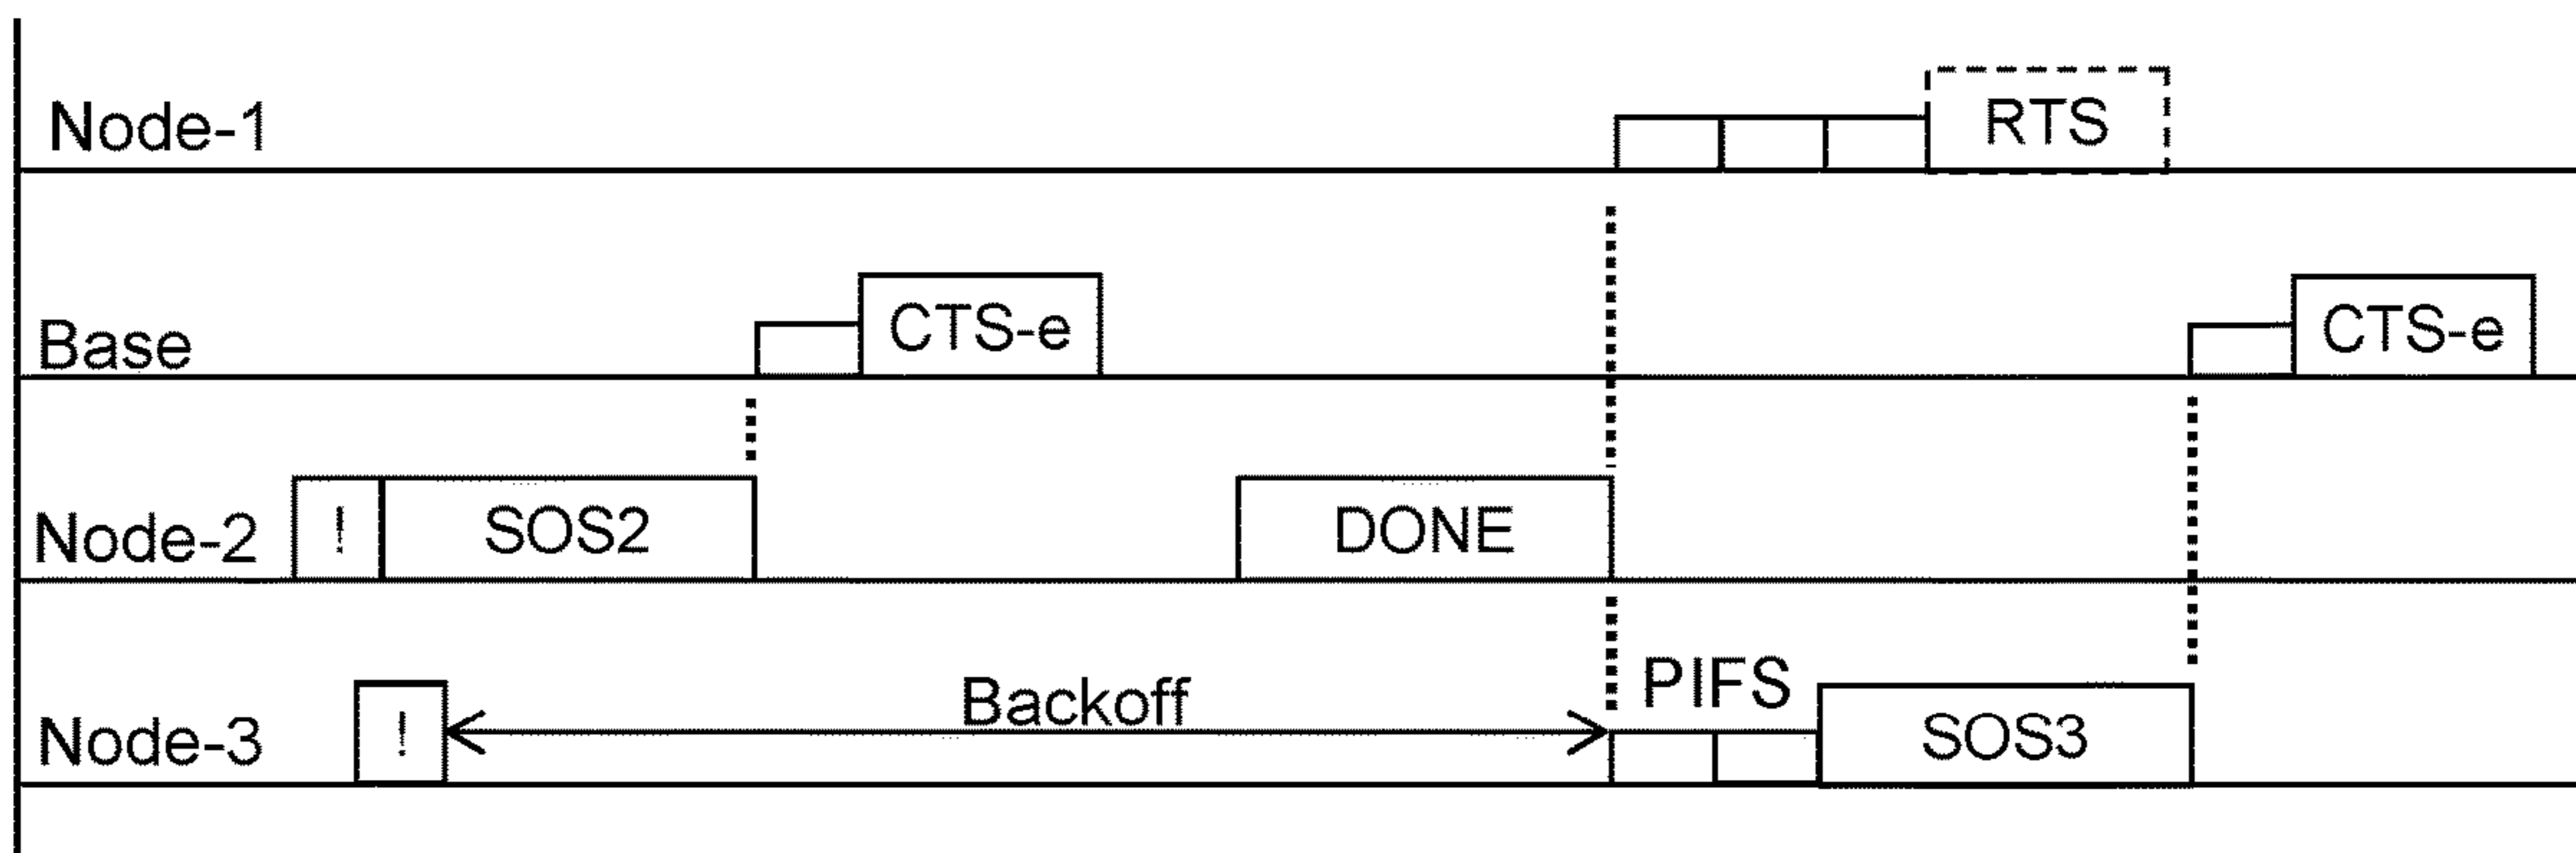 Node-1 RTS
Base CTS-e CTS-e
Node-2 ! SOS2 DONE
Node-3 ! Backoff PIFS SOS3